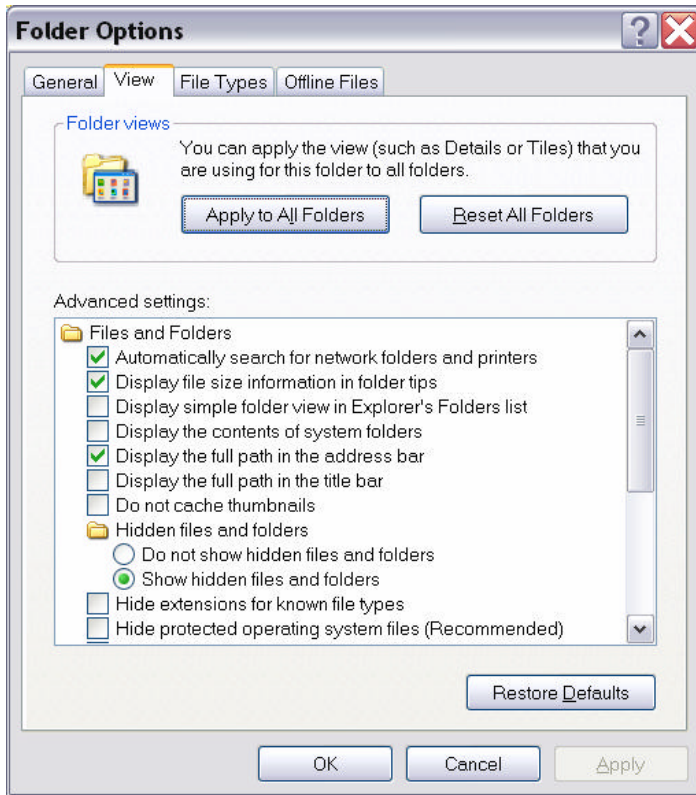 Folder Options
General View File Types Offline Files
Folder views
You can apply the view (such as Details or Tiles) that you
are using for this folder to all folders.
Apply to All Folders Reset All Folders
Advanced settings:
Files and Folders
Automatically search for network folders and printers
Display file size information in folder tips
Display simple folder view in Explorer's Folders list
Display the contents of system folders
Display the full path in the address bar
Display the full path in the title bar
Do not cache thumbnails
Hidden files and folders
Do not show hidden files and folders
Show hidden files and folders
Hide extensions for known file types
Hide protected operating system files (Recommended)
Restore Defaults
OK Cancel Apply